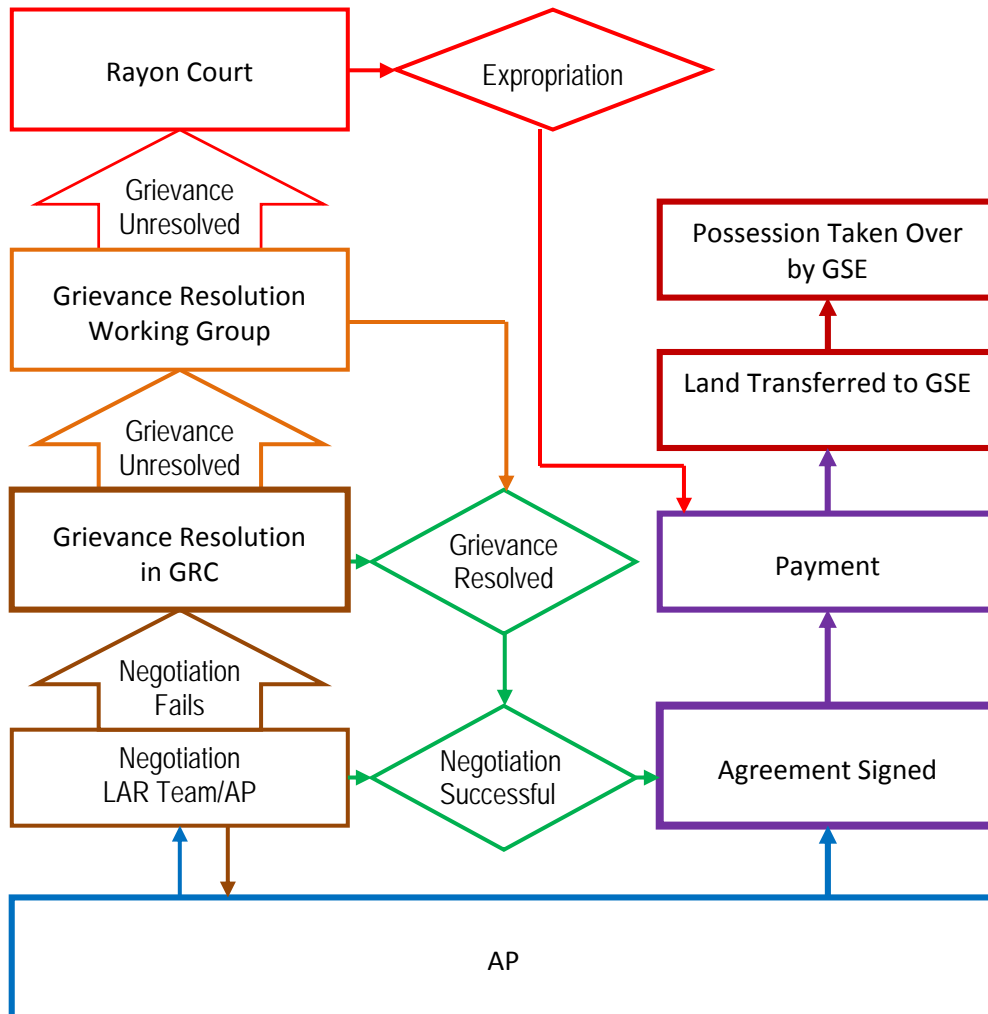 Rayon Court
Expropriation
Grievance
Unresolved
Possession Taken Over
by GSE
Grievance Resolution
Working Group
Land Transferred to GSE
Grievance
Unresolved
Grievance Resolution
in GRC
Grievance
Resolved
Payment
Negotiation
Fails
Negotiation
LAR Team/AP
Negotiation
Successful
Agreement Signed
AP